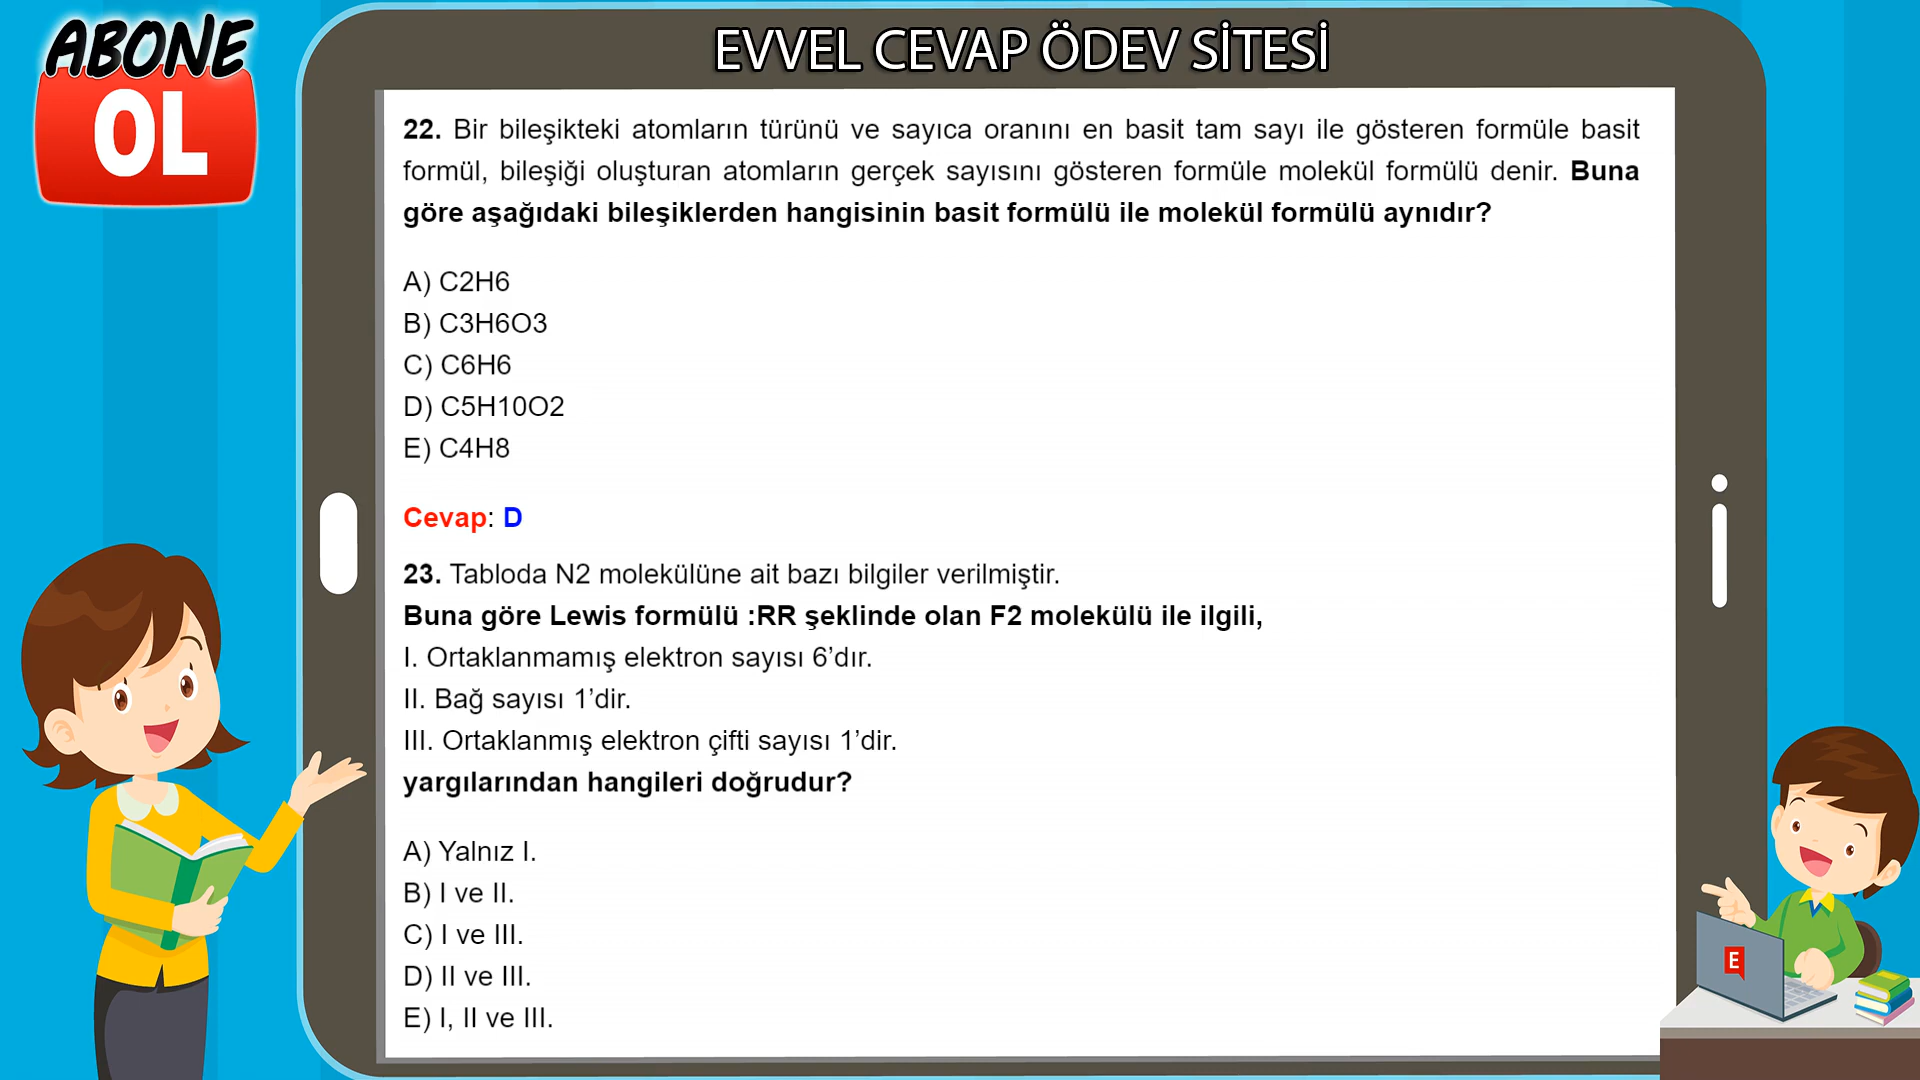 ABONE
OL
EVVEL CEVAP ÖDEV SİTESİ
22. Bir bileşikteki atomların türünü ve sayıca oranını en basit tam sayı ile gösteren formüle basit
formül, bileşiği oluşturan atomların gerçek sayısını gösteren formüle molekül formülü denir. Buna
göre aşağıdaki bileşiklerden hangisinin basit formülü ile molekül formülü aynıdır?
A) C2H6
B) C3H6O3
C) C6H6
D) C5H10O2
E) C4H8
Cevap: D
23. Tabloda N2 molekülüne ait bazı bilgiler verilmiştir.
Buna göre Lewis formülü :RR şeklinde olan F2 molekülü ile ilgili,
I. Ortaklanmamış elektron sayısı 6’dır.
II. Bağ sayısı 1’dir.
III. Ortaklanmış elektron çifti sayısı 1’dir.
yargılarından hangileri doğrudur?
A) Yalnız I.
B) I ve II.
C) I ve III.
D) II ve III.
E) I, II ve III.
E